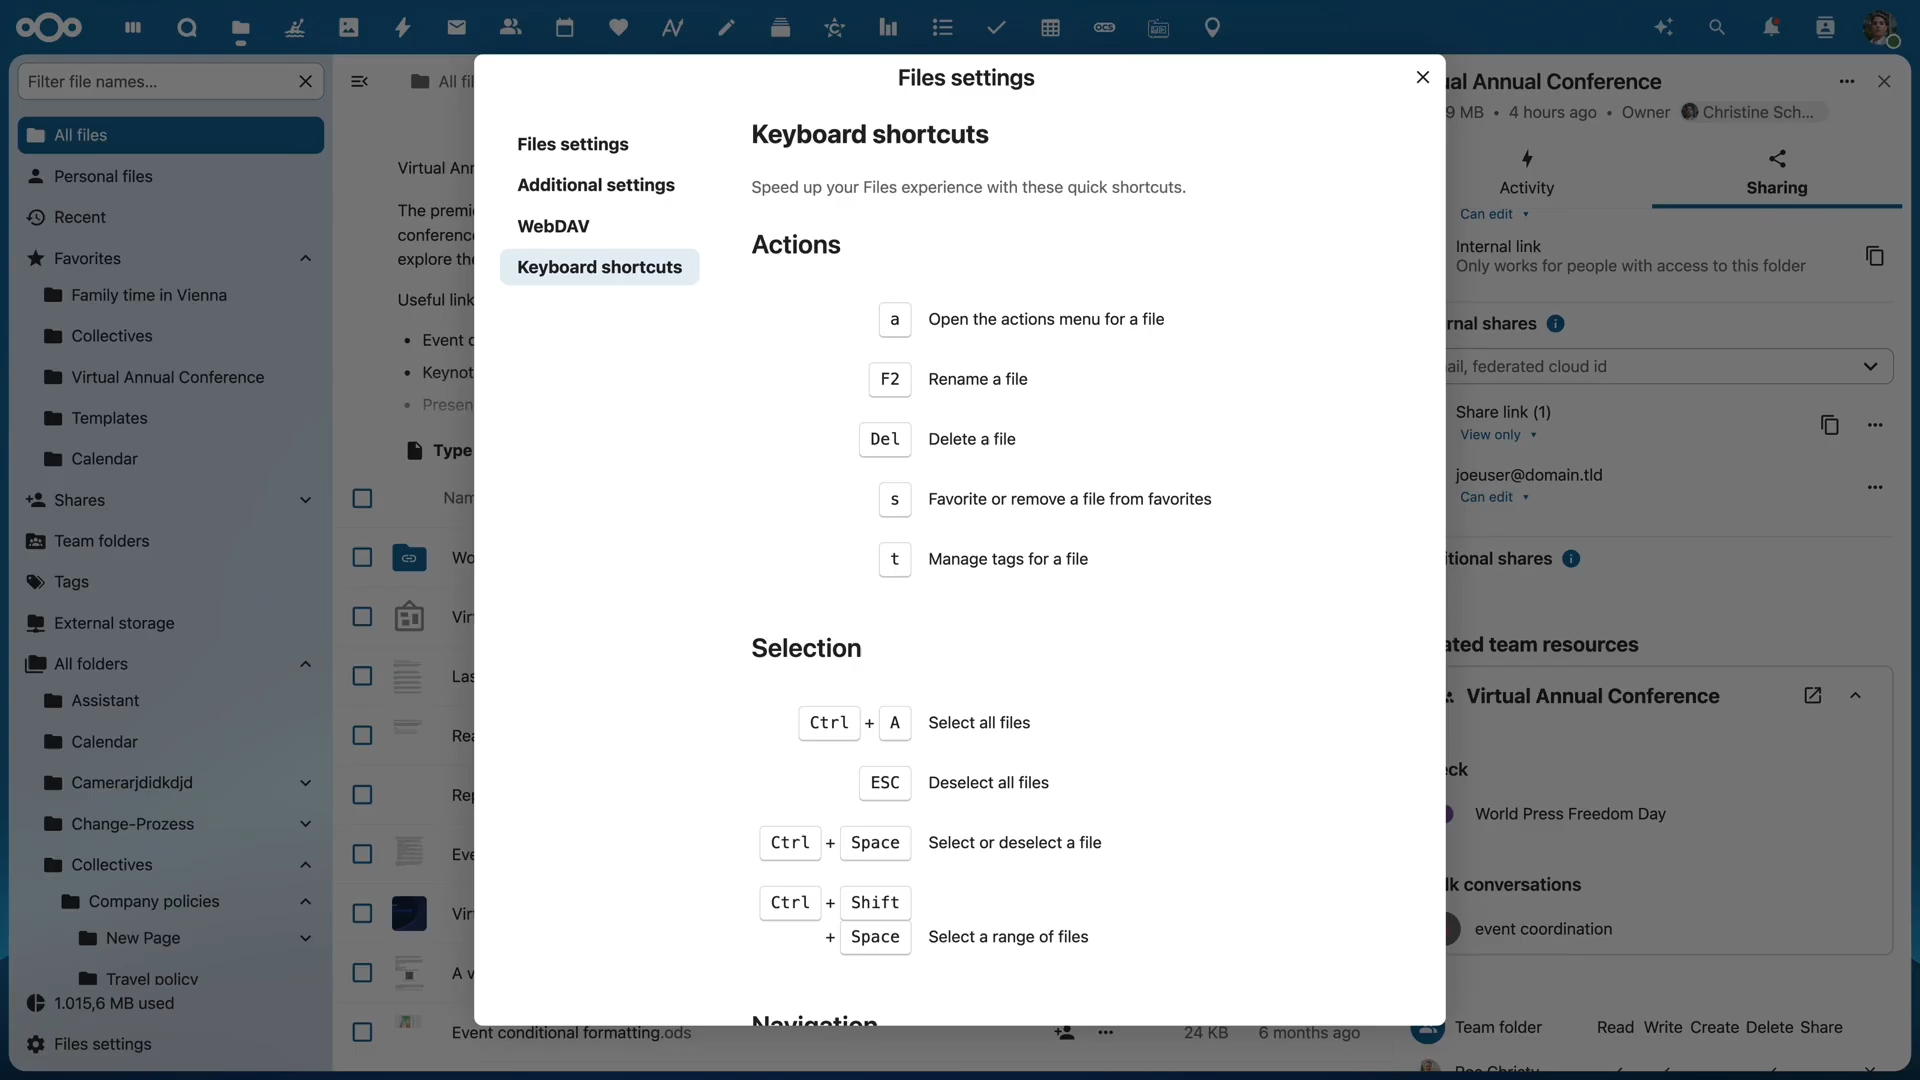 Filter file names...
All files
Personal files
Recent
Favorites
Family time in Vienna
Collectives
Virtual Annual Conference
Templates
Calendar
Shares
Team folders
Tags
External storage
All folders
Assistant
Calendar
Camerarjdidkdjd
Change-Prozess
Collectives
Company policies
New Page
Travel policy
1.015,6 MB used
Files settings
All fil
Virtual Ann
The premi
conference
explore the
Useful link
• Event c
• Keynot
• Presen
Type
Nam
Wo
Vir
Las
Rea
Rep
Eve
Vir
A v
Event conditional formatting.ods 24 KB 6 months ago
Files settings
Files settings
Additional settings
WebDAV
Keyboard shortcuts
Keyboard shortcuts
Speed up your Files experience with these quick shortcuts.
Actions
a Open the actions menu for a file
F2 Rename a file
Del Delete a file
s Favorite or remove a file from favorites
t Manage tags for a file
Selection
Ctrl + A Select all files
ESC Deselect all files
Ctrl + Space Select or deselect a file
Ctrl + Shift
+ Space Select a range of files
Navigation
ual Annual Conference
9 MB • 4 hours ago • Owner Christine Sch...
Activity
Sharing
Can edit
Internal link
Only works for people with access to this folder
rnal shares
ail, federated cloud id
Share link (1)
View only
joeuser@domain.tld
Can edit
itional shares
ated team resources
Virtual Annual Conference
eck
World Press Freedom Day
lk conversations
event coordination
Team folder Read Write Create Delete Share